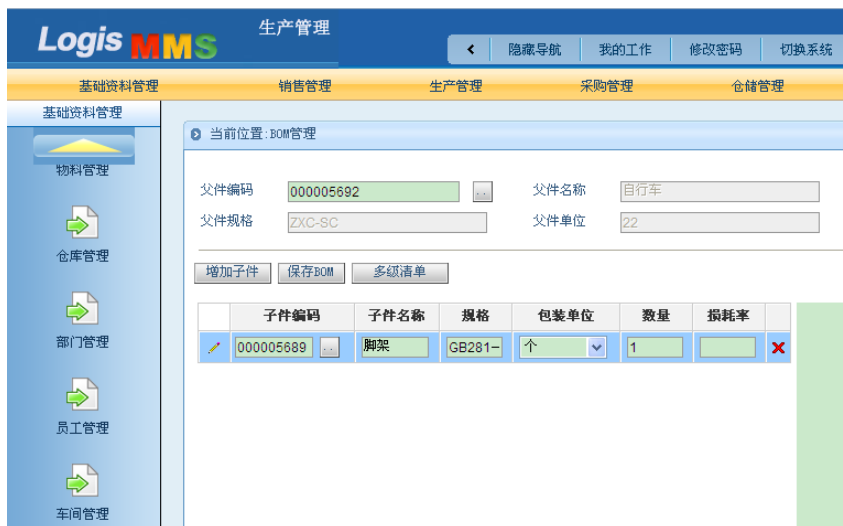 Logis MMS
生产管理
隐藏导航 我的工作 修改密码 切换系统
基础资料管理 销售管理 生产管理 采购管理 仓储管理
基础资料管理
当前位置:BOM管理
物料管理
父件编码 000005692 .. 父件名称 自行车
父件规格 ZXC-SC 父件单位 22
仓库管理
增加子件 保存BOM 多级清单
子件编码 子件名称 规格 包装单位 数量 损耗率
部门管理
000005689 .. 脚架 GB281- 个 1
员工管理
车间管理